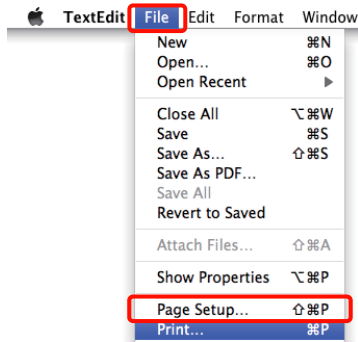 TextEdit File Edit Format Window
New ⌘N
Open... ⌘O
Open Recent ▶
Close All ⌥⌘W
Save ⌘S
Save As... ⇧⌘S
Save As PDF...
Save All
Revert to Saved
Attach Files... ⇧⌘A
Show Properties ⌥⌘P
Page Setup... ⇧⌘P
Print... ⌘P